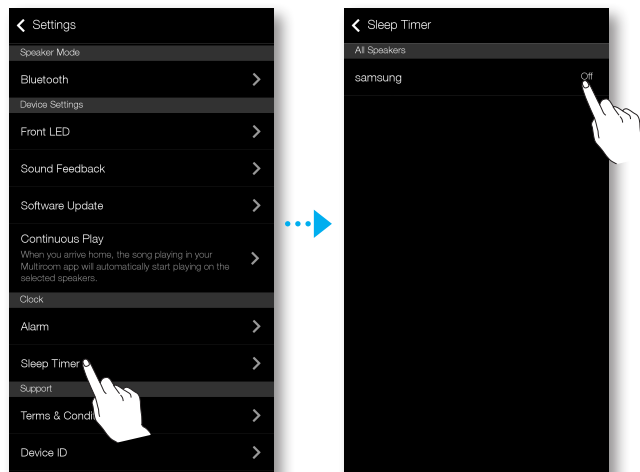 Settings
Speaker Mode
Bluetooth
Device Settings
Front LED
Sound Feedback
Software Update
Continuous Play
When you arrive home, the song playing in your
Multiroom app will automatically start playing on the
selected speakers.
Clock
Alarm
Sleep Timer
Support
Terms & Condi
Device ID
Sleep Timer
All Speakers
samsung
Off